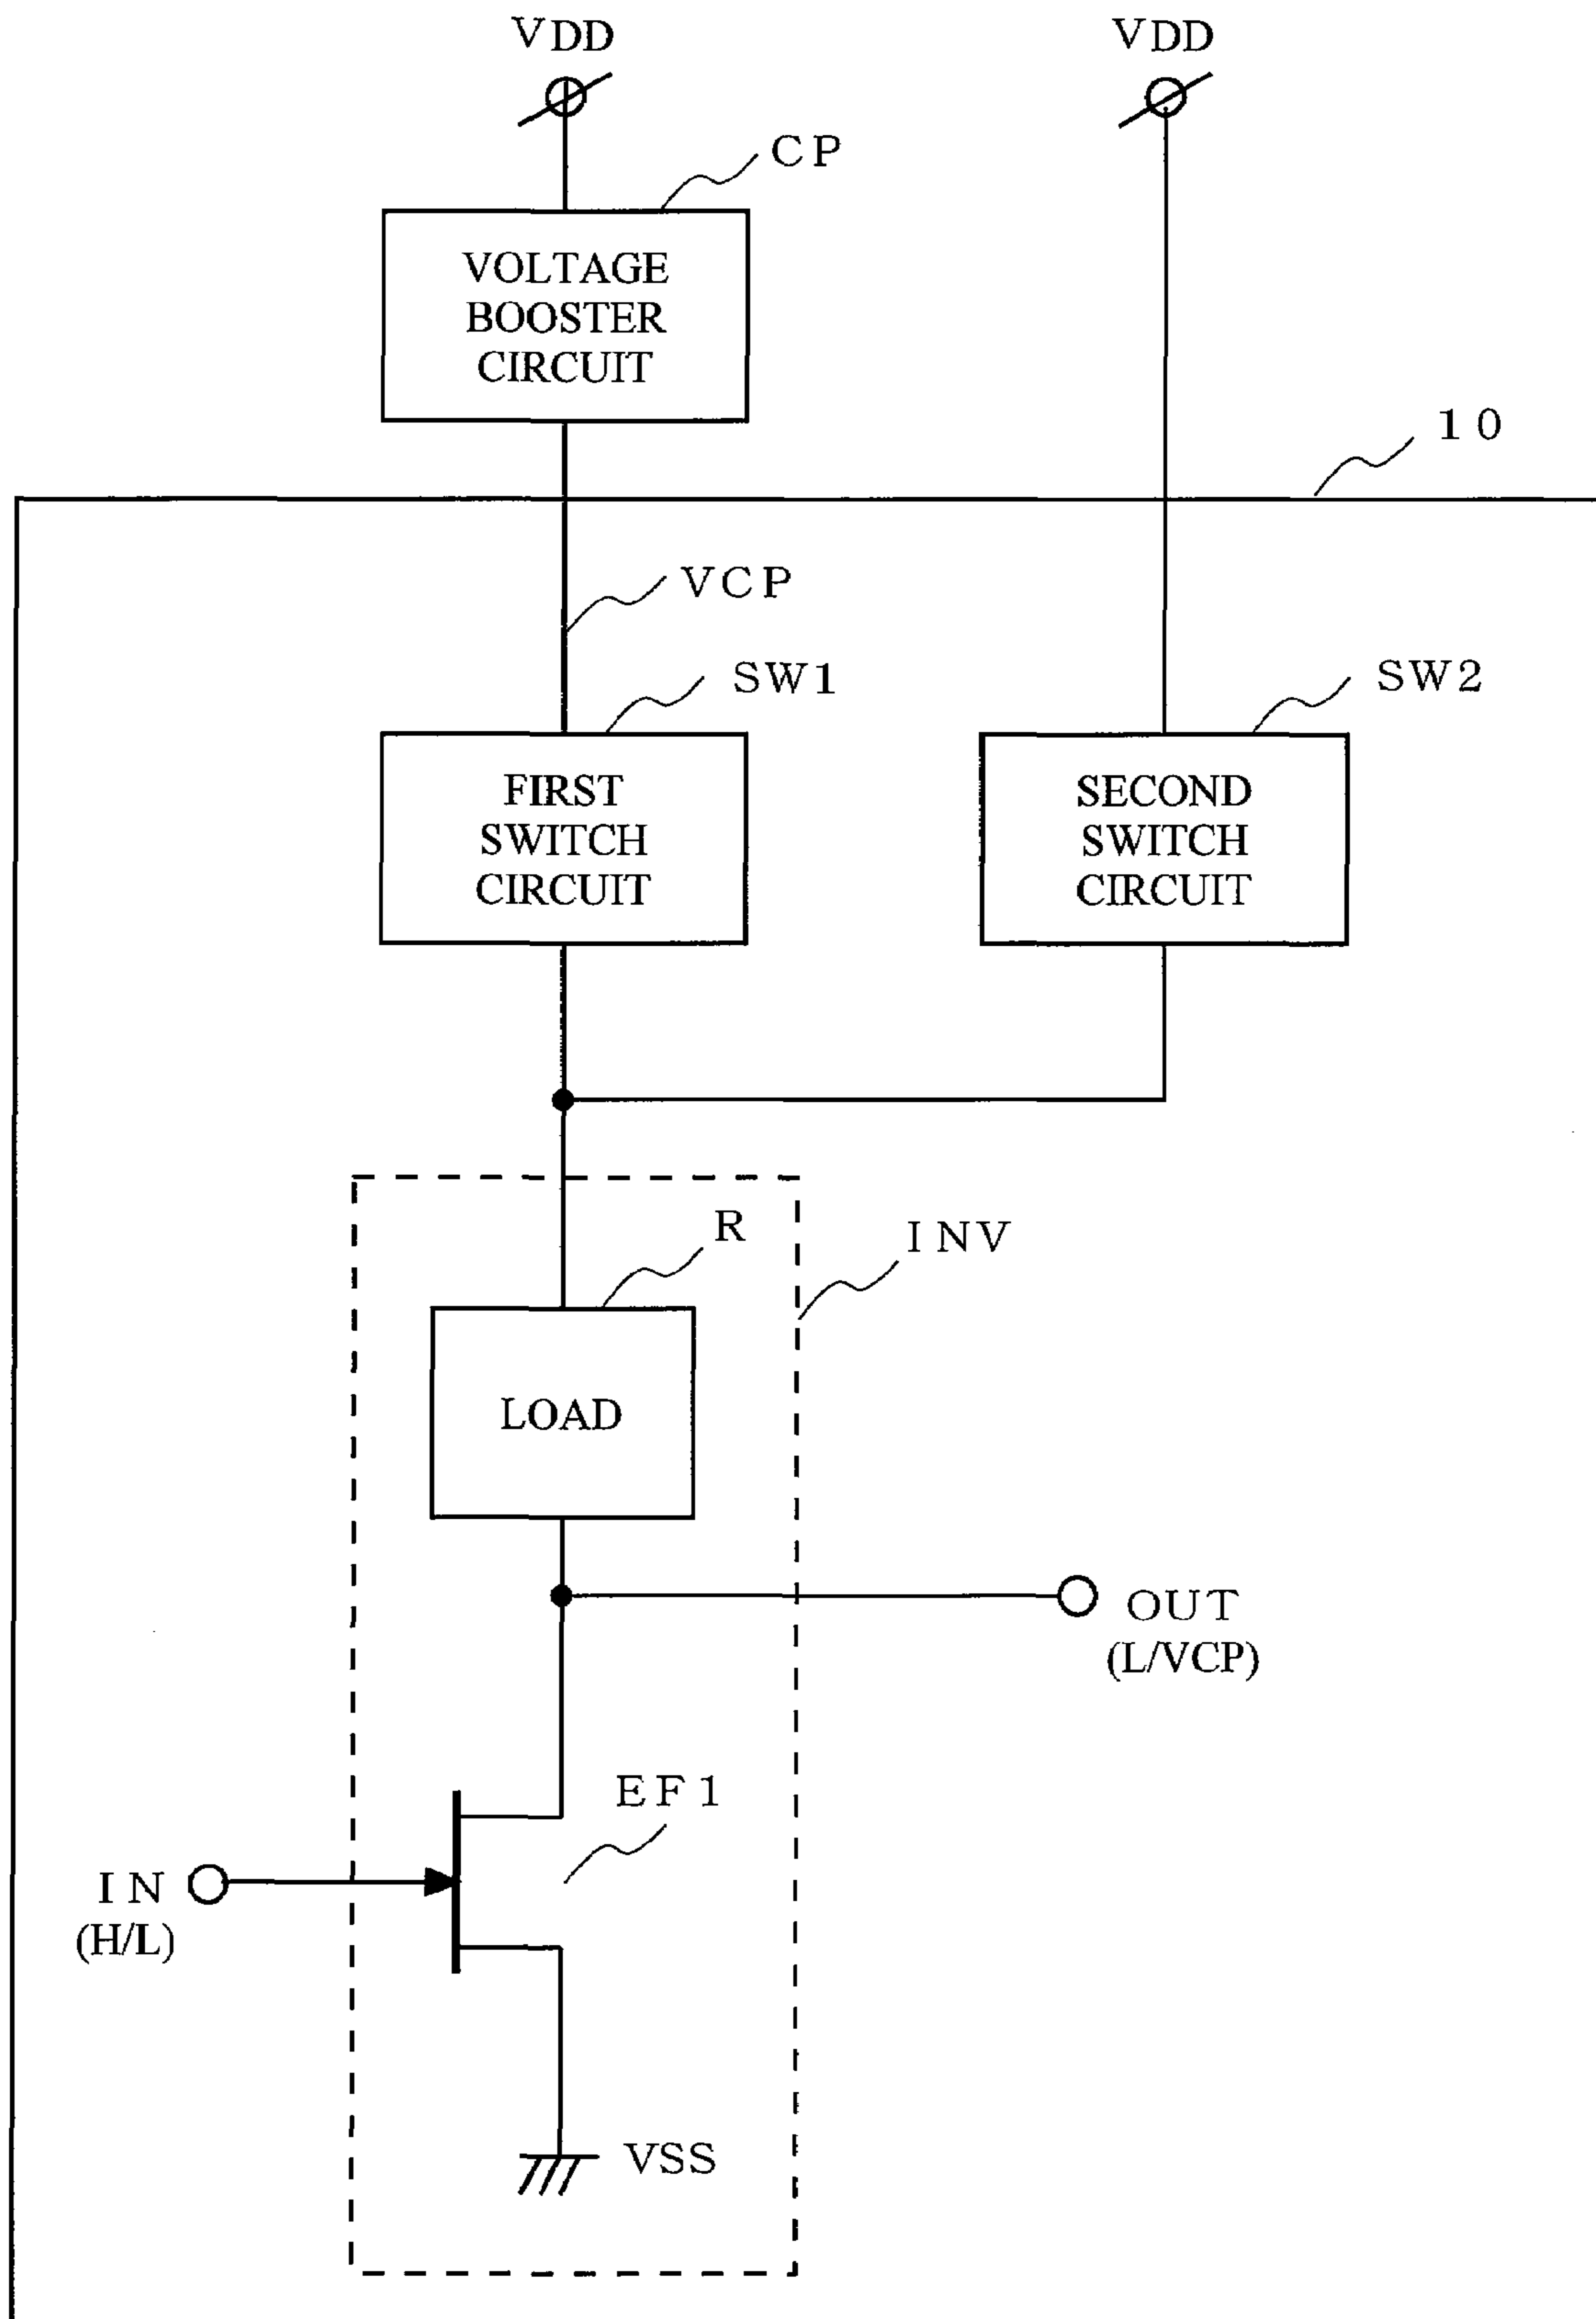 VDD
VDD
CP
VOLTAGE
BOOSTER
CIRCUIT
10
VCP
SW1
SW2
FIRST
SWITCH
CIRCUIT
SECOND
SWITCH
CIRCUIT
R
INV
LOAD
OUT
(L/VCP)
EF1
IN
(H/L)
VSS